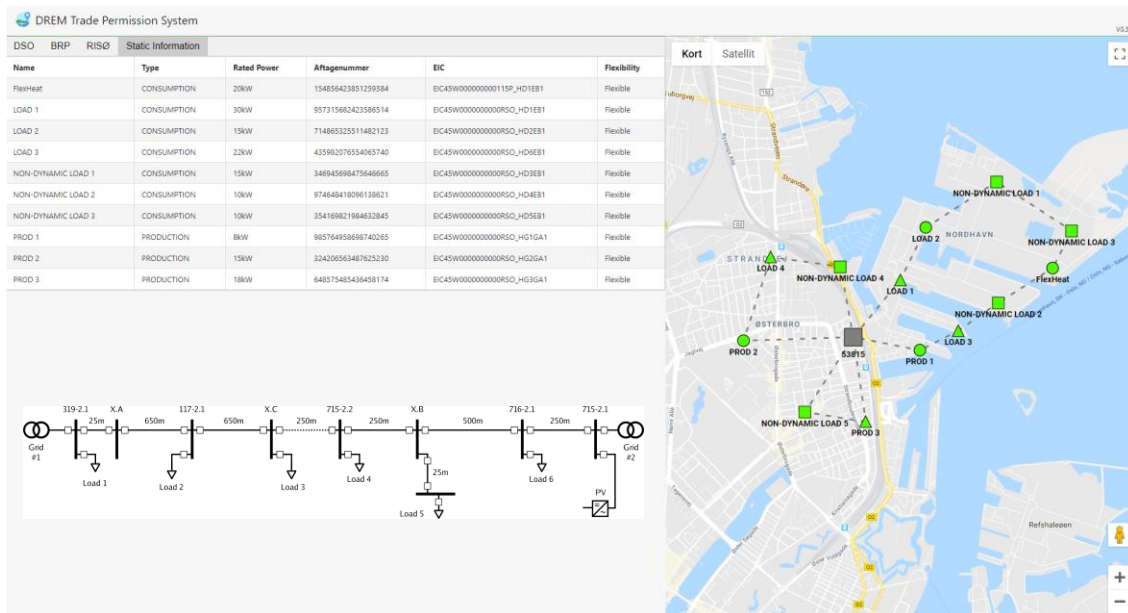 DREM Trade Permission System
DSO BRP RISØ Static Information
Name Type Rated Power Aftagenummer EIC Flexibility
FlexHeat CONSUMPTION 20kW 154856423851259384 EIC45W000000000115P_HD1EB1 Flexible
LOAD 1 CONSUMPTION 30kW 957315682423586514 EIC45W0000000000RSO_HD1EB1 Flexible
LOAD 2 CONSUMPTION 15kW 714865325511482123 EIC45W0000000000RSO_HD2EB1 Flexible
LOAD 3 CONSUMPTION 22kW 435982076554065740 EIC45W0000000000RSO_HD6EB1 Flexible
NON-DYNAMIC LOAD 1 CONSUMPTION 15kW 346945698475646665 EIC45W0000000000RSO_HD3EB1 Flexible
NON-DYNAMIC LOAD 2 CONSUMPTION 10kW 974648418096138621 EIC45W0000000000RSO_HD4EB1 Flexible
NON-DYNAMIC LOAD 3 CONSUMPTION 10kW 354169821984632845 EIC45W0000000000RSO_HD5EB1 Flexible
PROD 1 PRODUCTION 8kW 985764958698740265 EIC45W0000000000RSO_HG1GA1 Flexible
PROD 2 PRODUCTION 15kW 324206563487625230 EIC45W0000000000RSO_HG2GA1 Flexible
PROD 3 PRODUCTION 18kW 648575485436458174 EIC45W0000000000RSO_HG3GA1 Flexible
319-2.1 X.A 117-2.1 X.C 715-2.2 X.B 716-2.1 715-2.1
25m 650m 650m 250m 250m 500m 250m
Grid #1
Grid #2
Load 1 Load 2 Load 3 Load 4 Load 6
25m
Load 5
PV
Kort Satellit
Strandvejen
Strandøre
NON-DYNAMIC LOAD 1
LOAD 2
NORDHAVN
NON-DYNAMIC LOAD 3
LOAD 4
NON-DYNAMIC LOAD 4
FlexHeat
LOAD 1
NON-DYNAMIC LOAD 2
ØSTERBRO
LOAD 3
PROD 2
53815
PROD 1
NON-DYNAMIC LOAD 5
PROD 3
Refshaleøen